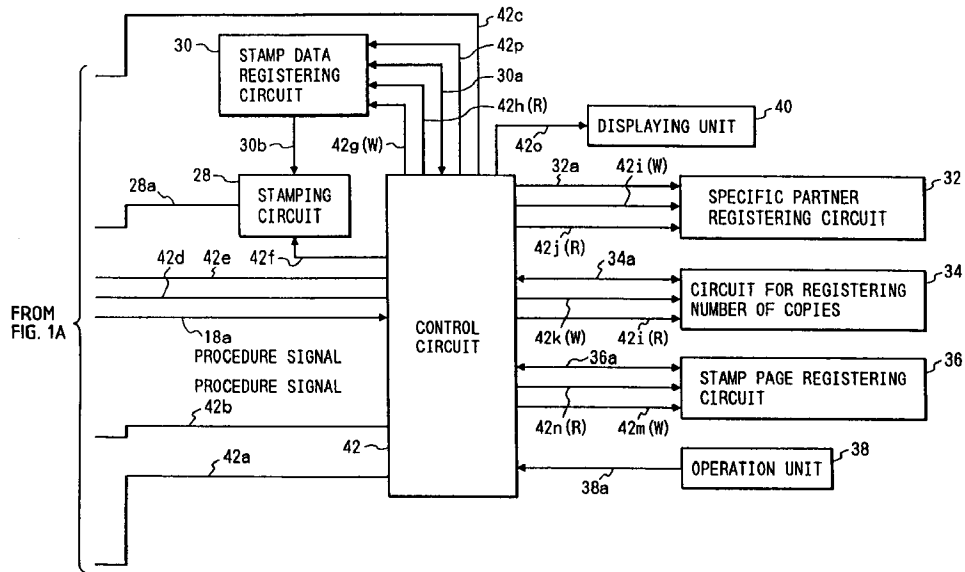 42c
30
STAMP DATA
REGISTERING
CIRCUIT
42p
30a
42h(R)
40
DISPLAYING UNIT
30b
42g(W)
42o
28a
28
STAMPING
CIRCUIT
32a
42i(W)
32
SPECIFIC PARTNER
REGISTERING CIRCUIT
42j(R)
42d
42e
42f
34a
34
CIRCUIT FOR REGISTERING
NUMBER OF COPIES
FROM
FIG. 1A
CONTROL
CIRCUIT
18a
42k(W)
42i(R)
PROCEDURE SIGNAL
PROCEDURE SIGNAL
36a
36
STAMP PAGE REGISTERING
CIRCUIT
42b
42n(R)
42m(W)
42
42a
38
OPERATION UNIT
38a